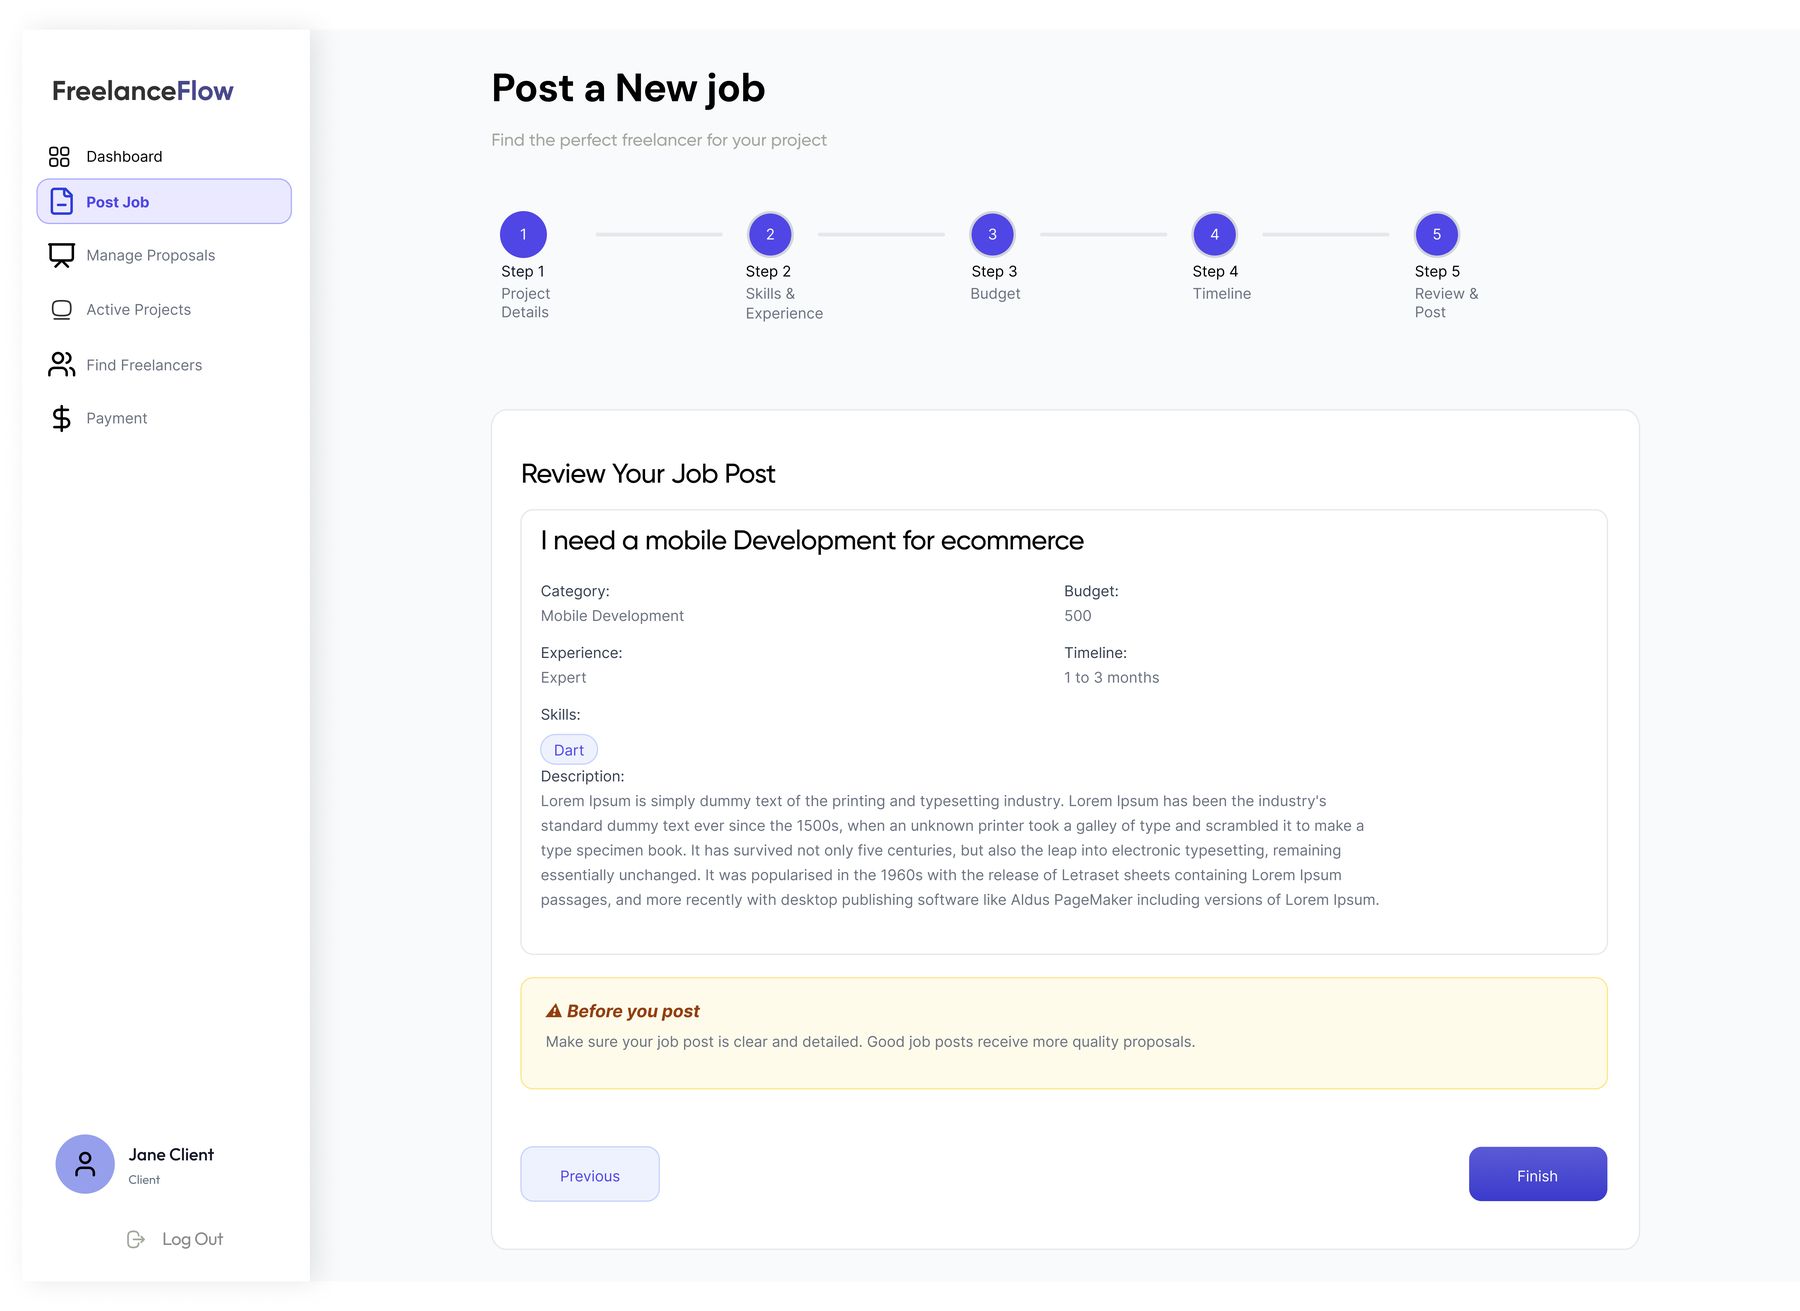 FreelanceFlow
Dashboard
Post Job
Manage Proposals
Active Projects
Find Freelancers
Payment
Jane Client
Client
Log Out
Post a New job
Find the perfect freelancer for your project
1
Step 1
Project
Details
2
Step 2
Skills &
Experience
3
Step 3
Budget
4
Step 4
Timeline
5
Step 5
Review &
Post
Review Your Job Post
I need a mobile Development for ecommerce
Category:
Mobile Development
Budget:
500
Experience:
Expert
Timeline:
1 to 3 months
Skills:
Dart
Description:
Lorem Ipsum is simply dummy text of the printing and typesetting industry. Lorem Ipsum has been the industry's
standard dummy text ever since the 1500s, when an unknown printer took a galley of type and scrambled it to make a
type specimen book. It has survived not only five centuries, but also the leap into electronic typesetting, remaining
essentially unchanged. It was popularised in the 1960s with the release of Letraset sheets containing Lorem Ipsum
passages, and more recently with desktop publishing software like Aldus PageMaker including versions of Lorem Ipsum.
⚠ Before you post
Make sure your job post is clear and detailed. Good job posts receive more quality proposals.
Previous
Finish